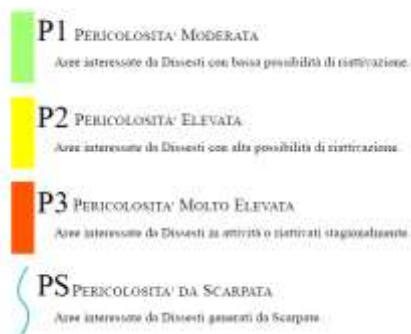 P1 PERICOLOSITA' MODERATA
Aree interessate da Dissesti con bassa possibilità di riattivazione.
P2 PERICOLOSITA' ELEVATA
Aree interessate da Dissesti con alta possibilità di riattivazione.
P3 PERICOLOSITA' MOLTO ELEVATA
Aree interessate da Dissesti in attività o riattivati stagionalmente.
PS PERICOLOSITA' DA SCARPATA
Aree interessate da Dissesti generati da Scarpate.